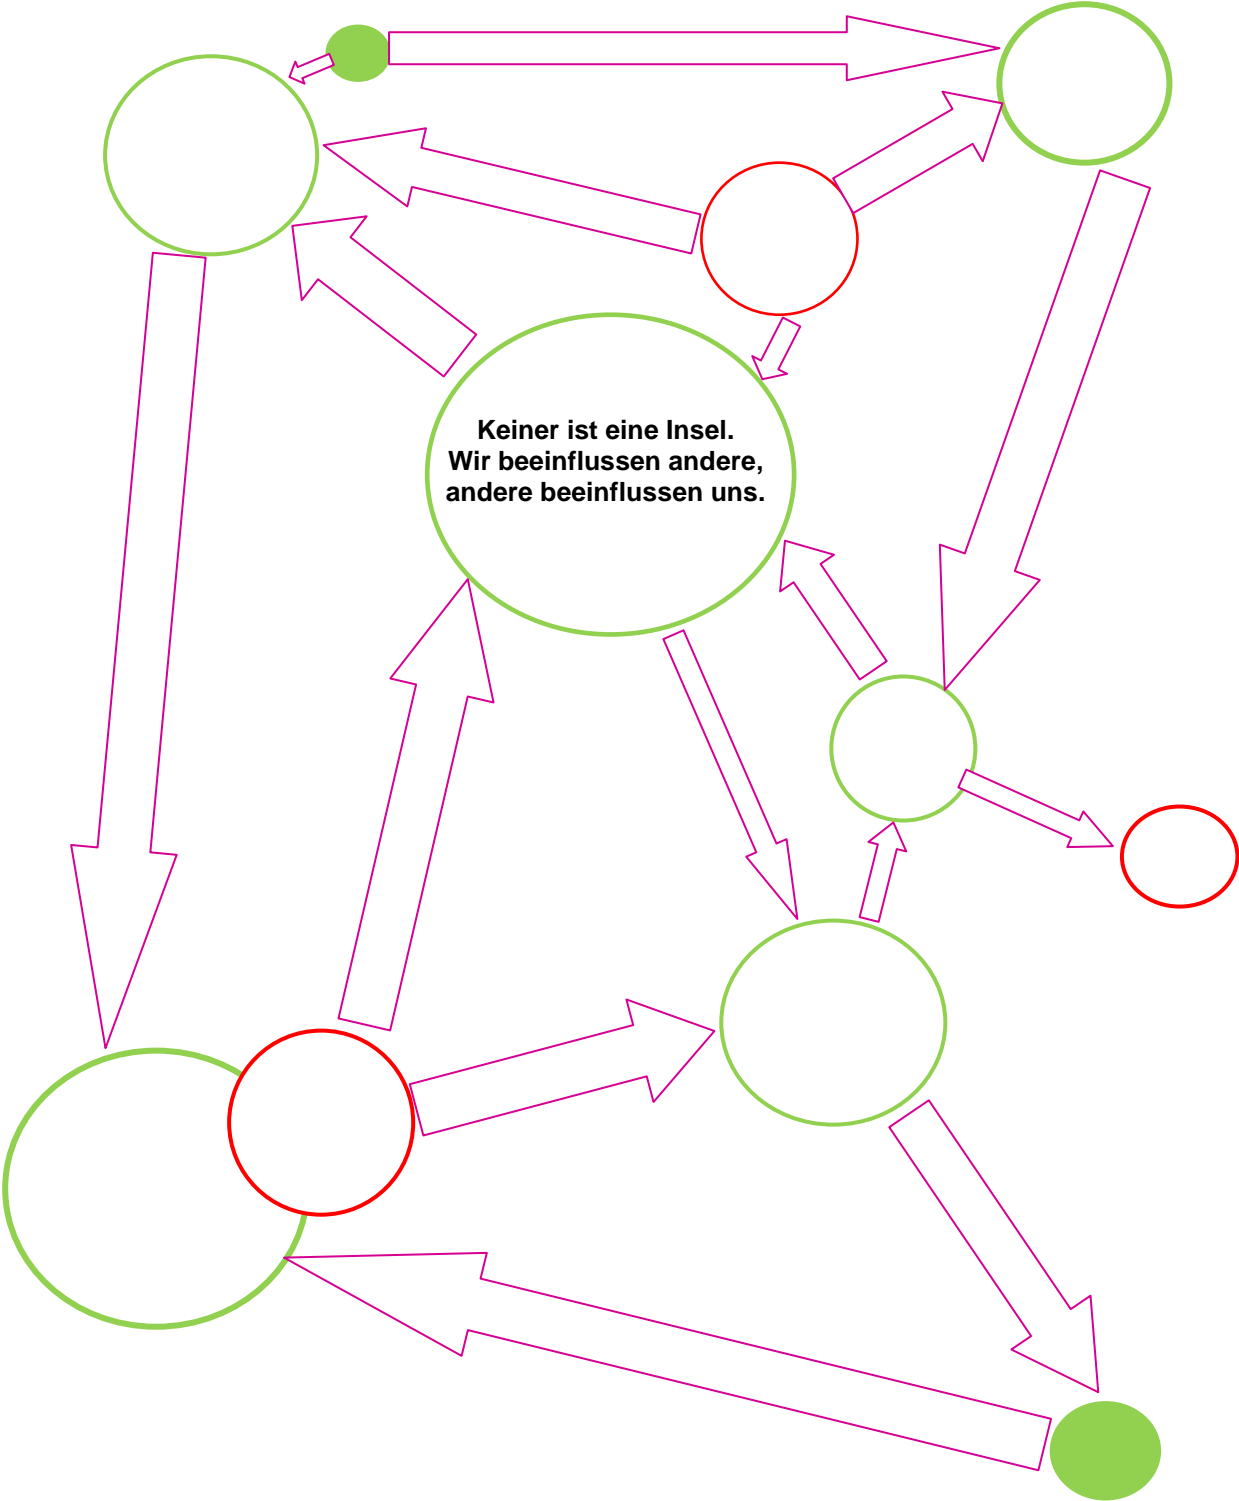 Keiner ist eine Insel.
Wir beeinflussen andere,
andere beeinflussen uns.